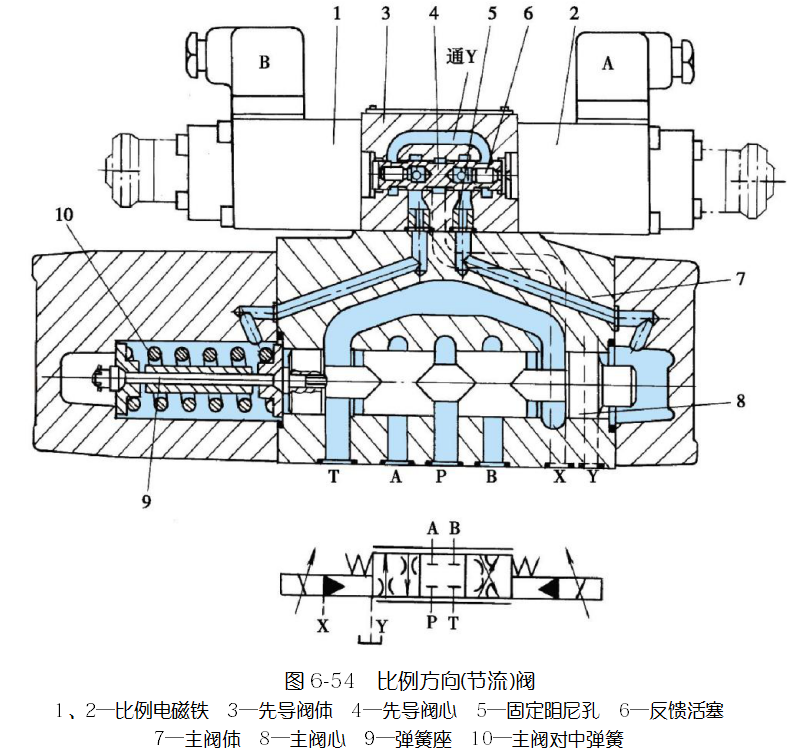 1 3 4 5 6 2
B
A
通Y
10
7
8
9
T A P B X Y
A B
X Y P T
图 6-54 比例方向(节流)阀
1、2—比例电磁铁 3—先导阀体 4—先导阀心 5—固定阻尼孔 6—反馈活塞
7—主阀体 8—主阀心 9—弹簧座 10—主阀对中弹簧